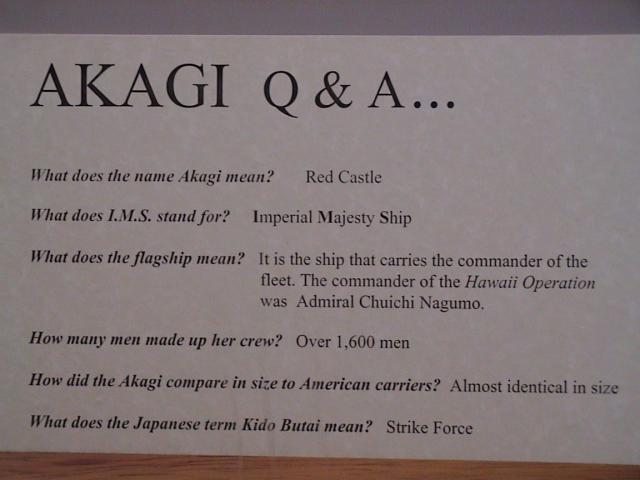 AKAGI Q & A...
What does the name Akagi mean? Red Castle
What does I.M.S. stand for? Imperial Majesty Ship
What does the flagship mean? It is the ship that carries the commander of the
fleet. The commander of the Hawaii Operation
was Admiral Chuichi Nagumo.
How many men made up her crew? Over 1,600 men
How did the Akagi compare in size to American carriers? Almost identical in size
What does the Japanese term Kido Butai mean? Strike Force